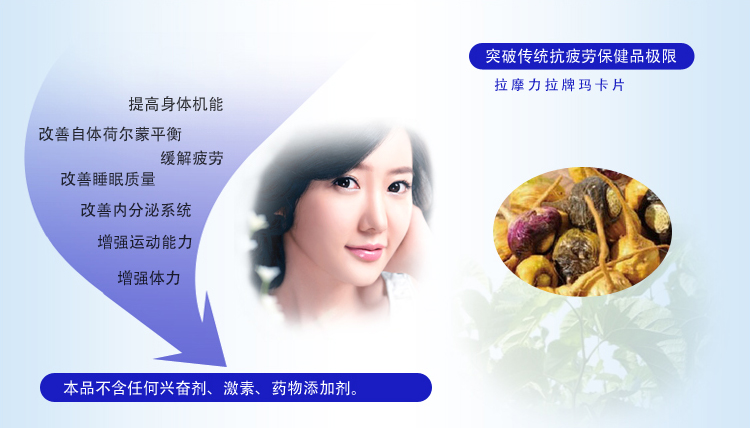 突破传统抗疲劳保健品极限
拉摩力拉牌玛卡片
提高身体机能
改善自体荷尔蒙平衡
缓解疲劳
改善睡眠质量
改善内分泌系统
增强运动能力
增强体力
本品不含任何兴奋剂、激素、药物添加剂。